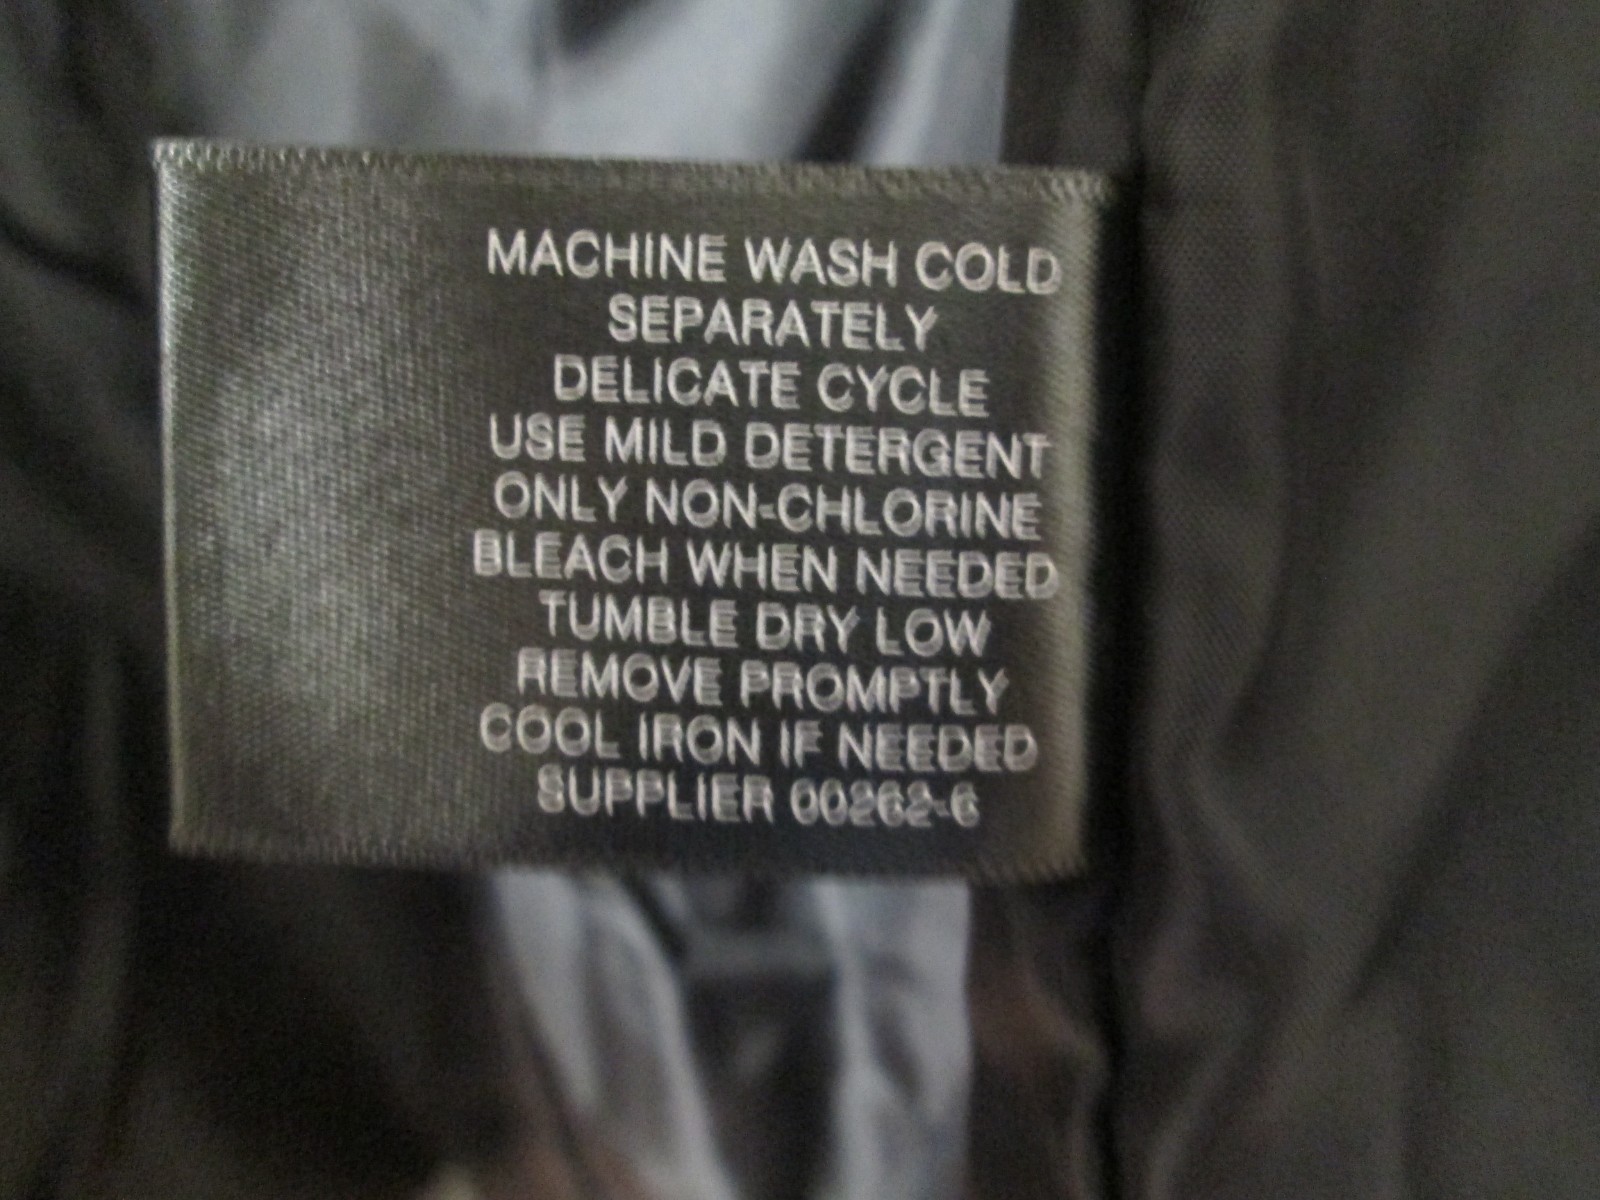 MACHINE WASH COLD
SEPARATELY
DELICATE CYCLE
USE MILD DETERGENT
ONLY NON-CHLORINE
BLEACH WHEN NEEDED
TUMBLE DRY LOW
REMOVE PROMPTLY
COOL IRON IF NEEDED
SUPPLIER 00262-6